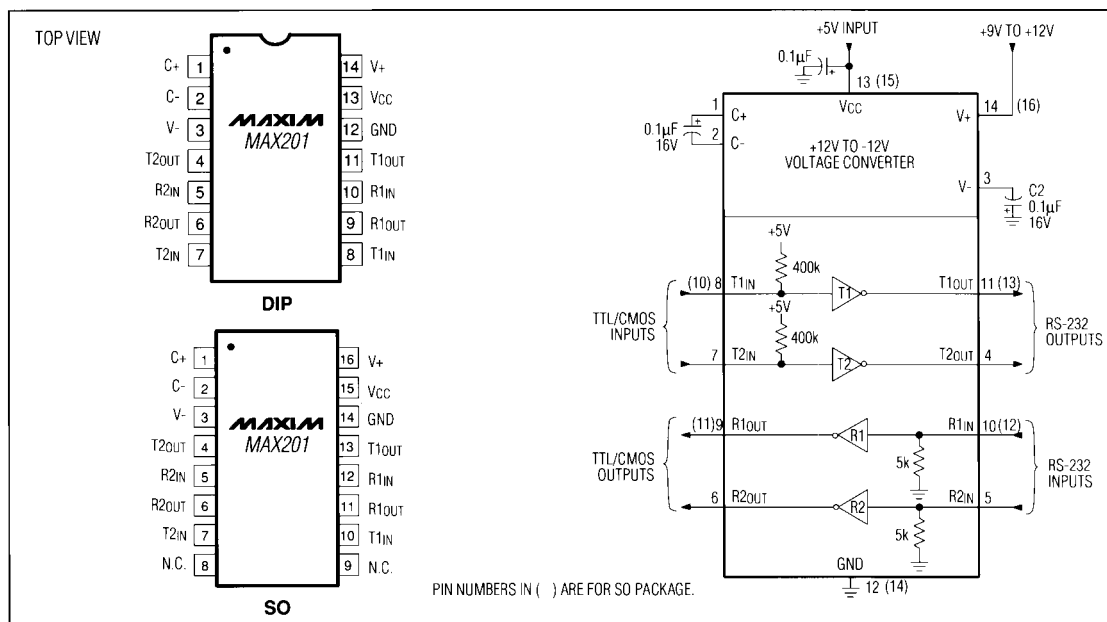 TOP VIEW
C+ 1
C- 2
V- 3
T2OUT 4
R2IN 5
R2OUT 6
T2IN 7
14 V+
13 VCC
12 GND
11 T1OUT
10 R1IN
9 R1OUT
8 T1IN
MAXIM
MAX201
DIP
C+ 1
C- 2
V- 3
T2OUT 4
R2IN 5
R2OUT 6
T2IN 7
N.C. 8
16 V+
15 VCC
14 GND
13 T1OUT
12 R1IN
11 R1OUT
10 T1IN
9 N.C.
MAXIM
MAX201
SO
+5V INPUT
+9V TO +12V
0.1µF
+
13 (15)
VCC
1
C+
+
0.1µF
16V
2
C-
14 (16)
V+
+12V TO -12V
VOLTAGE CONVERTER
V-
3
C2
+
0.1µF
16V
+5V
400k
(10) 8 T1IN
T1
T1OUT 11 (13)
+5V
400k
TTL/CMOS
INPUTS
RS-232
OUTPUTS
7 T2IN
T2
T2OUT 4
(11) 9 R1OUT
R1
R1IN 10 (12)
5k
TTL/CMOS
OUTPUTS
RS-232
INPUTS
6 R2OUT
R2
R2IN 5
5k
GND
12 (14)
PIN NUMBERS IN ( ) ARE FOR SO PACKAGE.